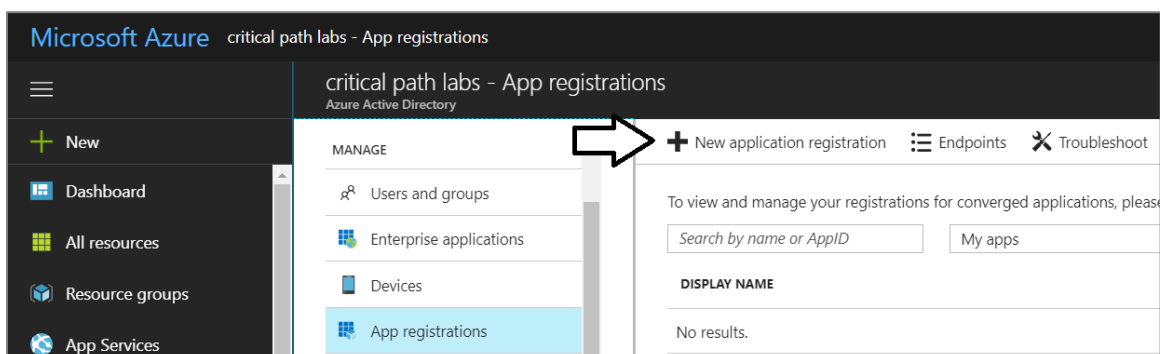 Microsoft Azure critical path labs - App registrations
critical path labs - App registrations
Azure Active Directory
New
Dashboard
All resources
Resource groups
App Services
MANAGE
Users and groups
Enterprise applications
Devices
App registrations
New application registration Endpoints Troubleshoot
To view and manage your registrations for converged applications, please
Search by name or AppID My apps
DISPLAY NAME
No results.